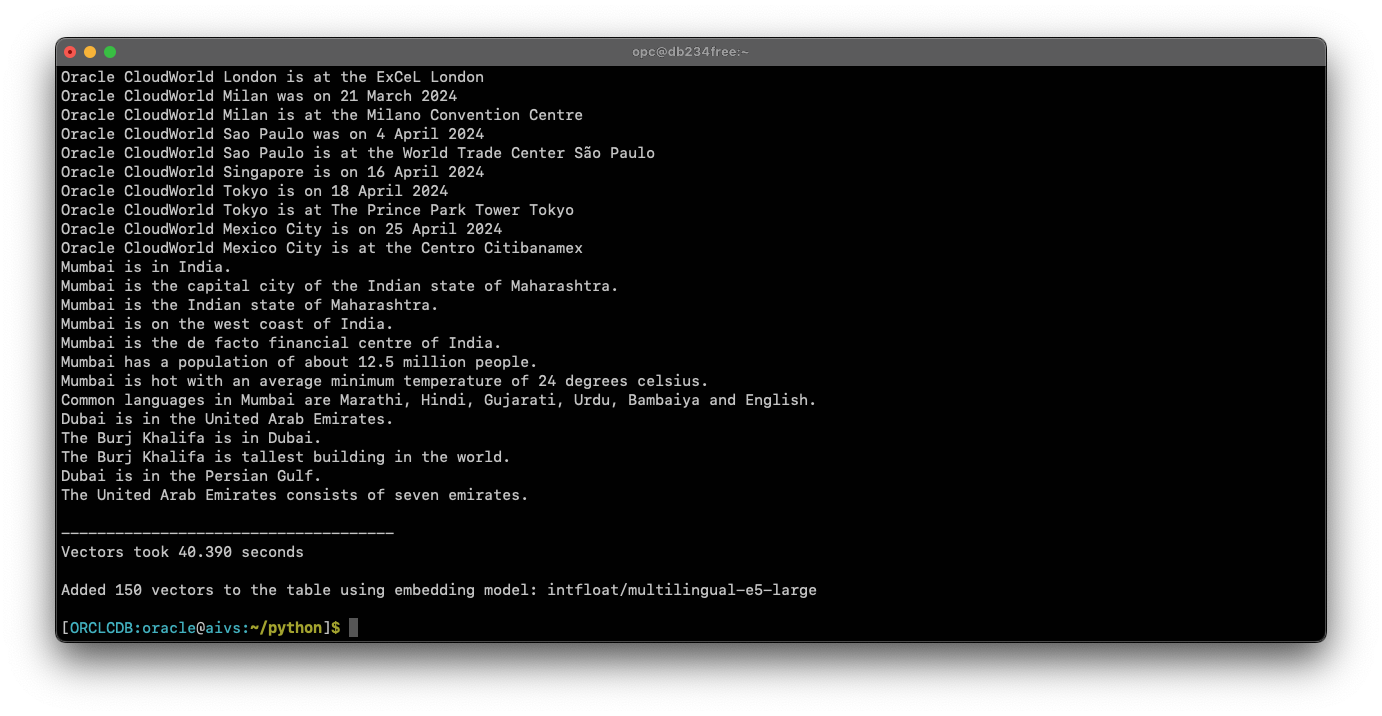 opc@db234free:~
Oracle CloudWorld London is at the ExCeL London
Oracle CloudWorld Milan was on 21 March 2024
Oracle CloudWorld Milan is at the Milano Convention Centre
Oracle CloudWorld Sao Paulo was on 4 April 2024
Oracle CloudWorld Sao Paulo is at the World Trade Center São Paulo
Oracle CloudWorld Singapore is on 16 April 2024
Oracle CloudWorld Tokyo is on 18 April 2024
Oracle CloudWorld Tokyo is at The Prince Park Tower Tokyo
Oracle CloudWorld Mexico City is on 25 April 2024
Oracle CloudWorld Mexico City is at the Centro Citibanamex
Mumbai is in India.
Mumbai is the capital city of the Indian state of Maharashtra.
Mumbai is the Indian state of Maharashtra.
Mumbai is on the west coast of India.
Mumbai is the de facto financial centre of India.
Mumbai has a population of about 12.5 million people.
Mumbai is hot with an average minimum temperature of 24 degrees celsius.
Common languages in Mumbai are Marathi, Hindi, Gujarati, Urdu, Bambaiya and English.
Dubai is in the United Arab Emirates.
The Burj Khalifa is in Dubai.
The Burj Khalifa is tallest building in the world.
Dubai is in the Persian Gulf.
The United Arab Emirates consists of seven emirates.
_____________________________________
Vectors took 40.390 seconds
Added 150 vectors to the table using embedding model: intfloat/multilingual-e5-large
[ORCLCDB:oracle@aivs:~/python]$